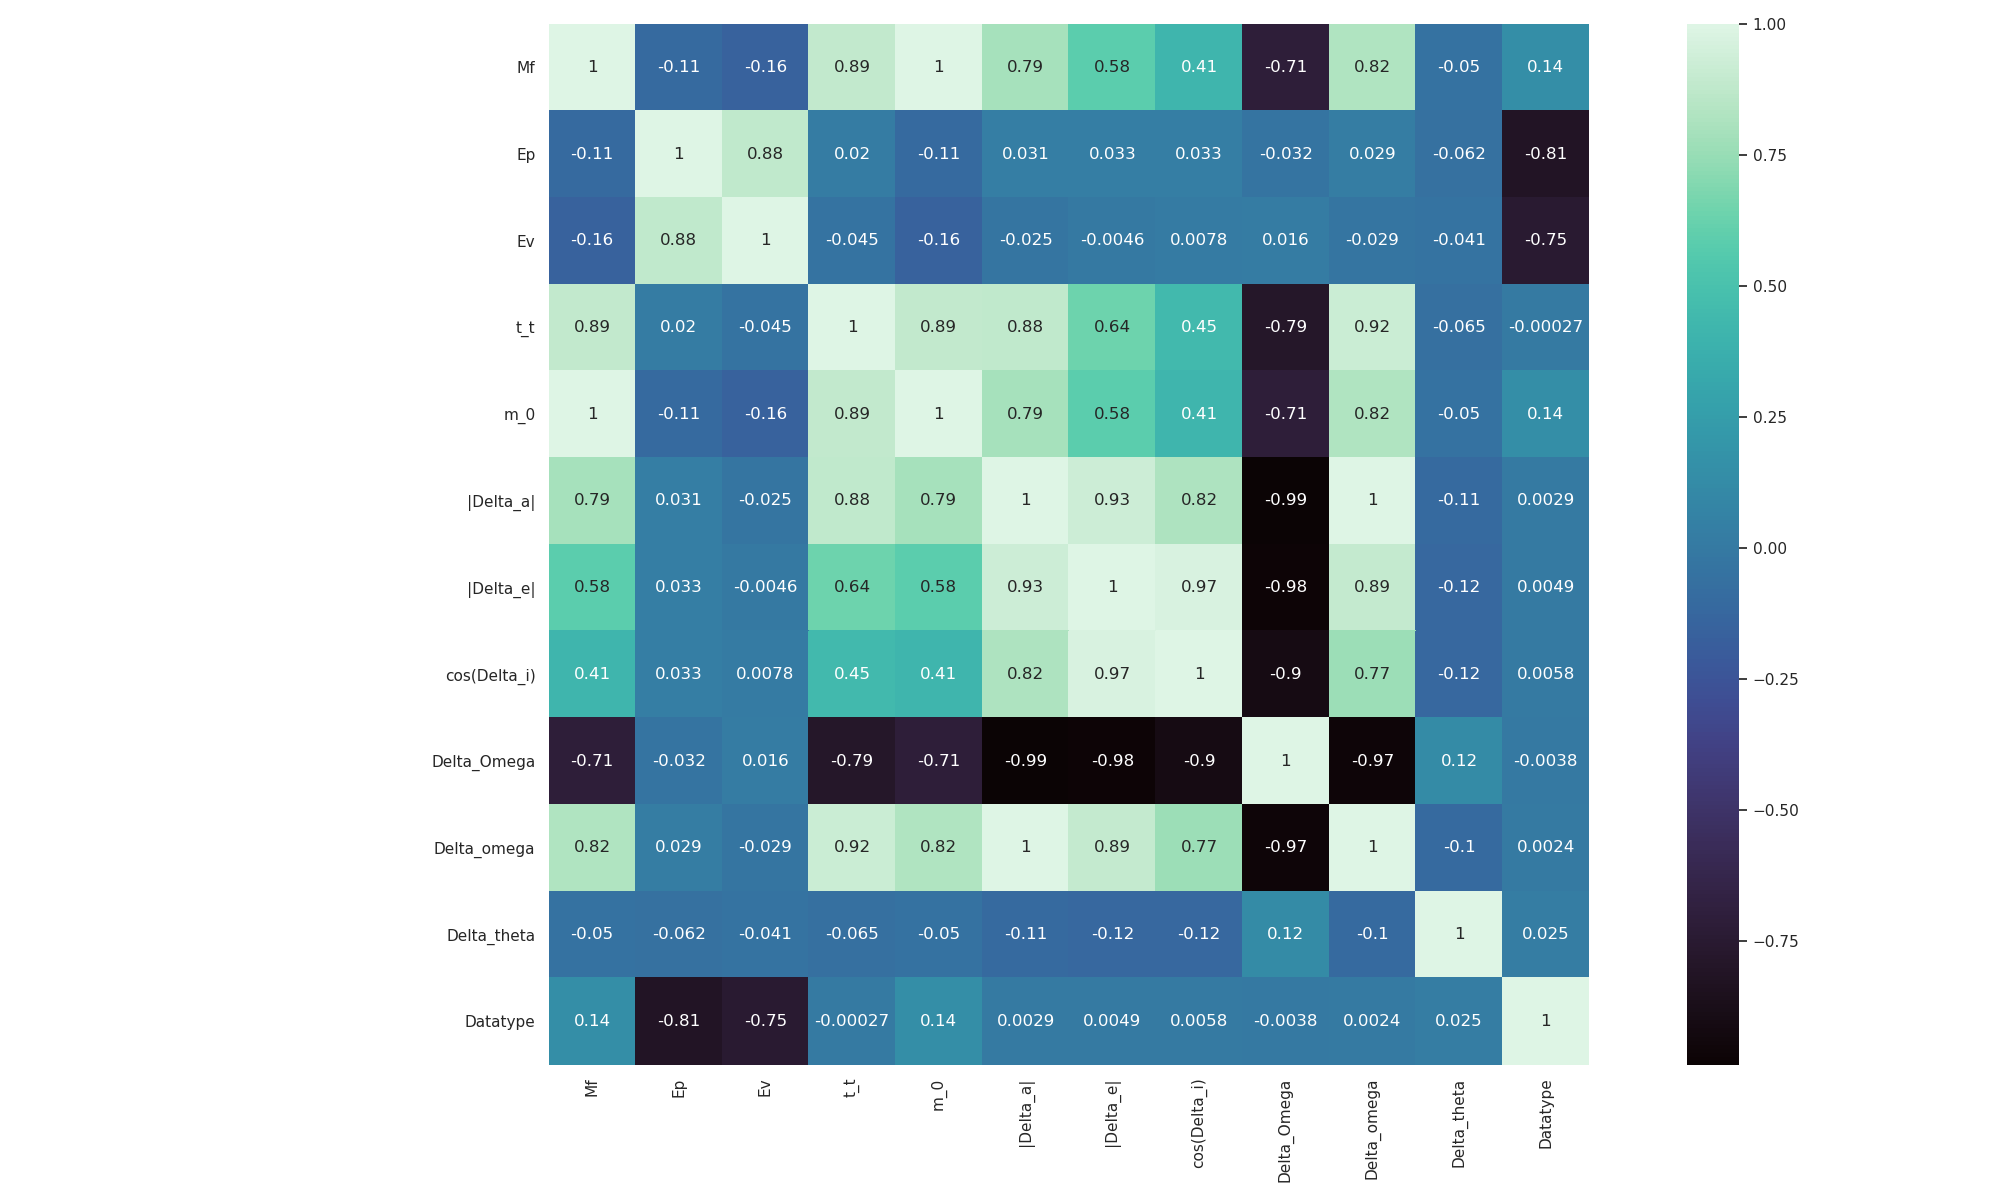 Mf 1 -0.11 -0.16 0.89 1 0.79 0.58 0.41 -0.71 0.82 -0.05 0.14
Ep -0.11 1 0.88 0.02 -0.11 0.031 0.033 0.033 -0.032 0.029 -0.062 -0.81
Ev -0.16 0.88 1 -0.045 -0.16 -0.025 -0.0046 0.0078 0.016 -0.029 -0.041 -0.75
t_t 0.89 0.02 -0.045 1 0.89 0.88 0.64 0.45 -0.79 0.92 -0.065 -0.00027
m_0 1 -0.11 -0.16 0.89 1 0.79 0.58 0.41 -0.71 0.82 -0.05 0.14
|Delta_a| 0.79 0.031 -0.025 0.88 0.79 1 0.93 0.82 -0.99 1 -0.11 0.0029
|Delta_e| 0.58 0.033 -0.0046 0.64 0.58 0.93 1 0.97 -0.98 0.89 -0.12 0.0049
cos(Delta_i) 0.41 0.033 0.0078 0.45 0.41 0.82 0.97 1 -0.9 0.77 -0.12 0.0058
Delta_Omega -0.71 -0.032 0.016 -0.79 -0.71 -0.99 -0.98 -0.9 1 -0.97 0.12 -0.0038
Delta_omega 0.82 0.029 -0.029 0.92 0.82 1 0.89 0.77 -0.97 1 -0.1 0.0024
Delta_theta -0.05 -0.062 -0.041 -0.065 -0.05 -0.11 -0.12 -0.12 0.12 -0.1 1 0.025
Datatype 0.14 -0.81 -0.75 -0.00027 0.14 0.0029 0.0049 0.0058 -0.0038 0.0024 0.025 1
Mf Ep Ev t_t m_0 |Delta_a| |Delta_e| cos(Delta_i) Delta_Omega Delta_omega Delta_theta Datatype
1.00
0.75
0.50
0.25
0.00
−0.25
−0.50
−0.75